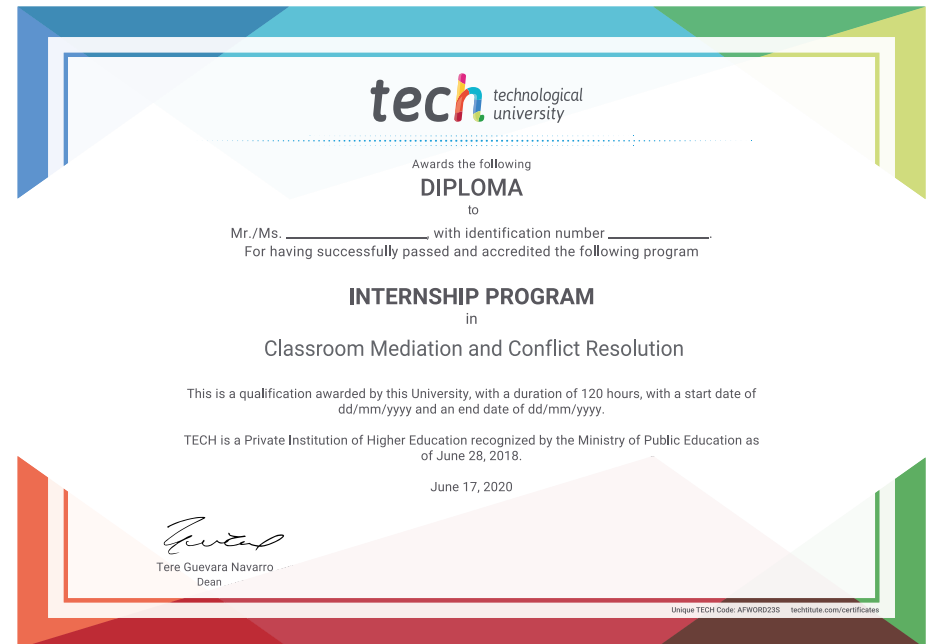 tech technological
university
Awards the following
DIPLOMA
to
Mr./Ms. ____________________, with identification number ______________.
For having successfully passed and accredited the following program
INTERNSHIP PROGRAM
in
Classroom Mediation and Conflict Resolution
This is a qualification awarded by this University, with a duration of 120 hours, with a start date of
dd/mm/yyyy and an end date of dd/mm/yyyy.
TECH is a Private Institution of Higher Education recognized by the Ministry of Public Education as
of June 28, 2018.
June 17, 2020
Tere Guevara Navarro
Dean
Unique TECH Code: AFWORD23S techtitute.com/certificates